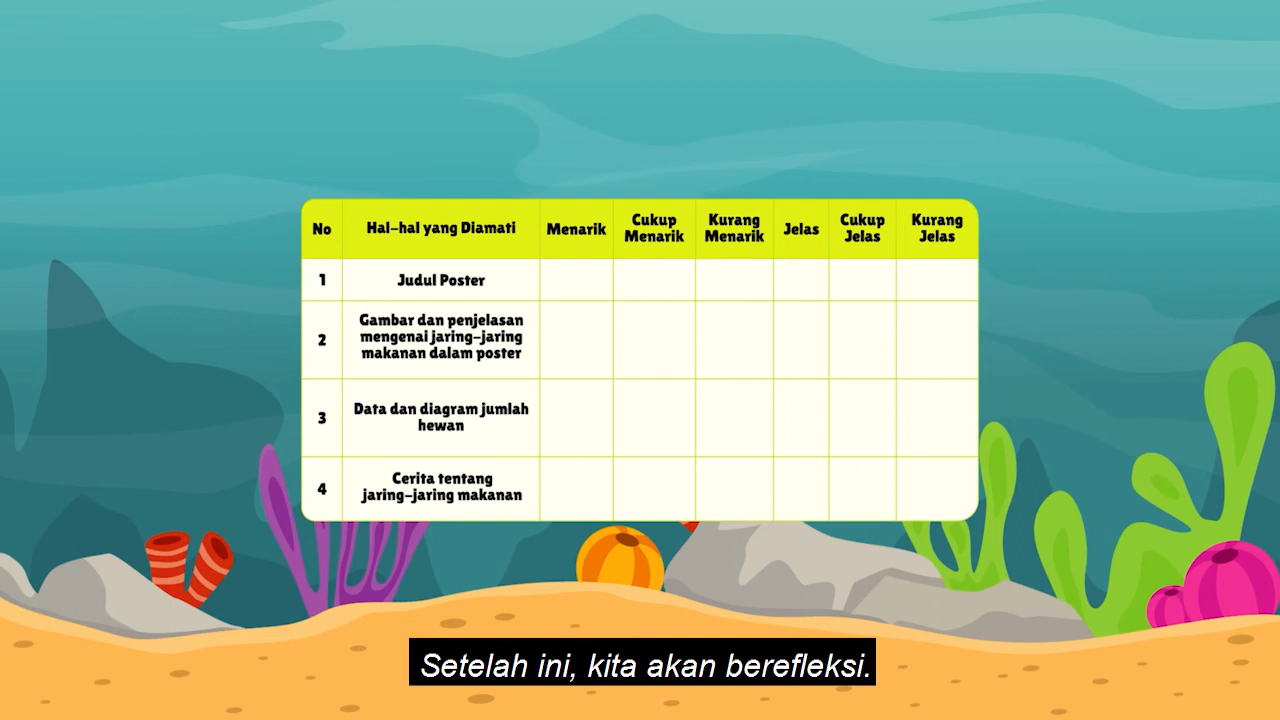 No Hal-hal yang Diamati Menarik Cukup Menarik Kurang Menarik Jelas Cukup Jelas Kurang Jelas
1 Judul Poster
2 Gambar dan penjelasan
mengenai jaring-jaring
makanan dalam poster
3 Data dan diagram jumlah
hewan
4 Cerita tentang
jaring-jaring makanan
Setelah ini, kita akan berefleksi.